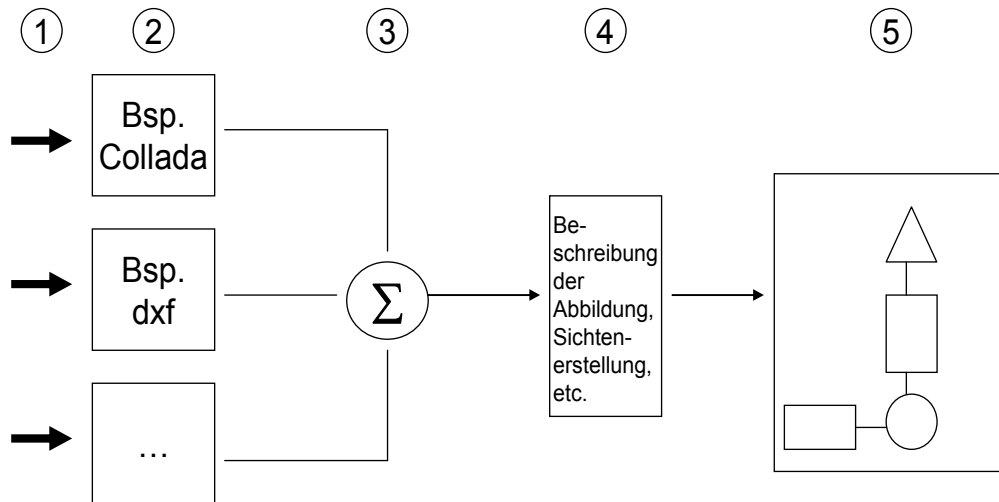 1 2 3 4 5
Bsp.
Collada
Bsp.
dxf
...
Σ
Be-
schreibung
der
Abbildung,
Sichten-
erstellung,
etc.